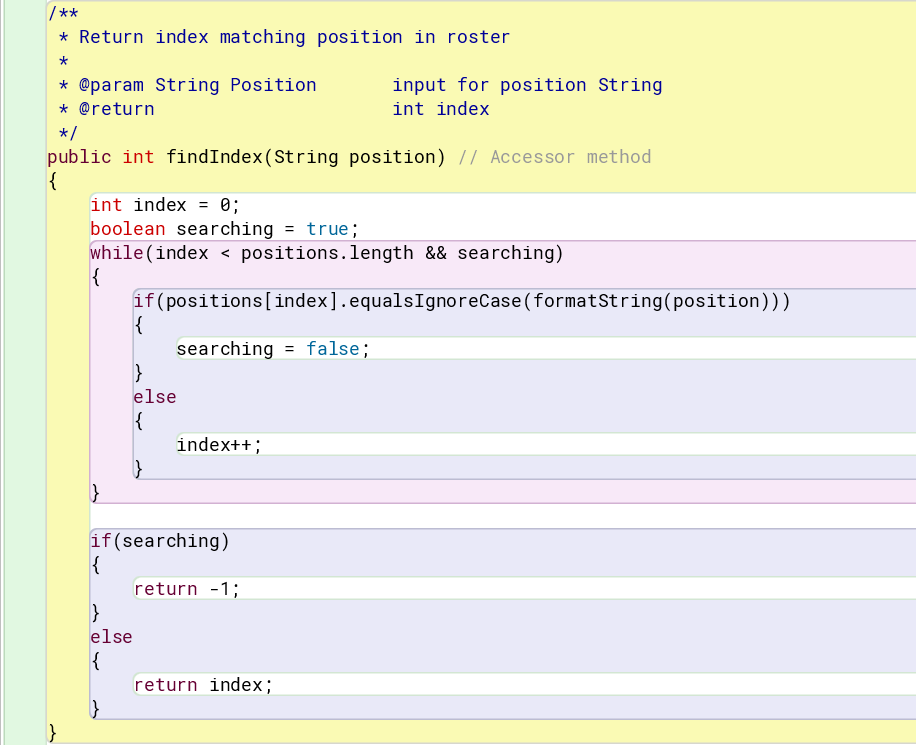 /**
 * Return index matching position in roster
 *
 * @param String Position       input for position String
 * @return                      int index
 */
public int findIndex(String position) // Accessor method
{
    int index = 0;
    boolean searching = true;
    while(index < positions.length && searching)
    {
        if(positions[index].equalsIgnoreCase(formatString(position)))
        {
            searching = false;
        }
        else
        {
            index++;
        }
    }

    if(searching)
    {
        return -1;
    }
    else
    {
        return index;
    }
}